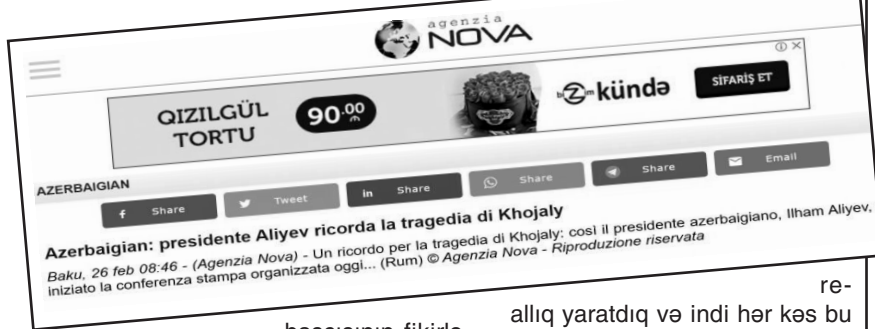 agenzia
NOVA
QIZILGÜL
TORTU
90.00
₼
bizim kündə
SİFARİŞ ET
AZERBAIGIAN
Share
Tweet
Share
Share
Share
Email
Azerbaigian: presidente Aliyev ricorda la tragedia di Khojaly
Baku, 26 feb 08:46 - (Agenzia Nova) - Un ricordo per la tragedia di Khojaly: così il presidente azerbaigiano, Ilham Aliyev,
iniziato la conferenza stampa organizzata oggi... (Rum) © Agenzia Nova - Riproduzione riservata
re-
allıq yaratdıq və indi hər kəs bu